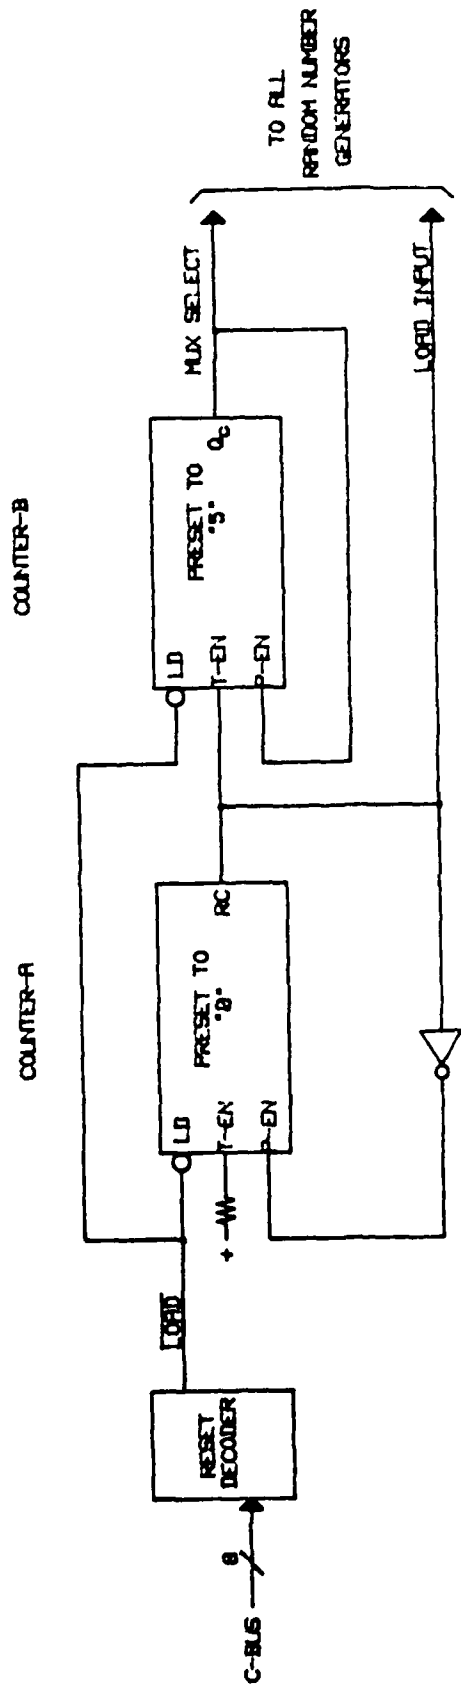 C-BUS
8
RESET
DECODER
LOAD
COUNTER-A
LD
T-EN
P-EN
+
PRESET TO
"0"
RC
COUNTER-B
LD
T-EN
P-EN
PRESET TO
"5"
QC
MUX SELECT
LOAD INPUT
TO ALL
RANDOM NUMBER
GENERATORS